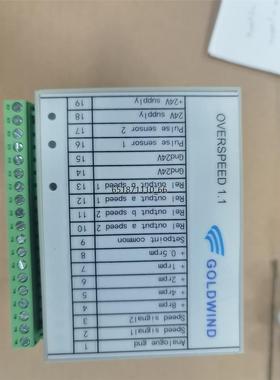 OVERSPEED 1.1
GOLDWIND
19 +24V supply
18 24V supply
17 Pulse sensor 2
16 Pulse sensor 1
15 Gnd24V
14 Gnd24V
13 Rel output b speed 1
12 Rel output a speed 1
11 Rel output b speed 2
10 Rel output a speed 2
9 Setpoint common
8 + 0.5rpm
7 + 1rpm
6 + 2rpm
5 + 4rpm
4 + 8rpm
3 Speed signal2
2 Speed signal1
1 Analogue gnd
651871110_66